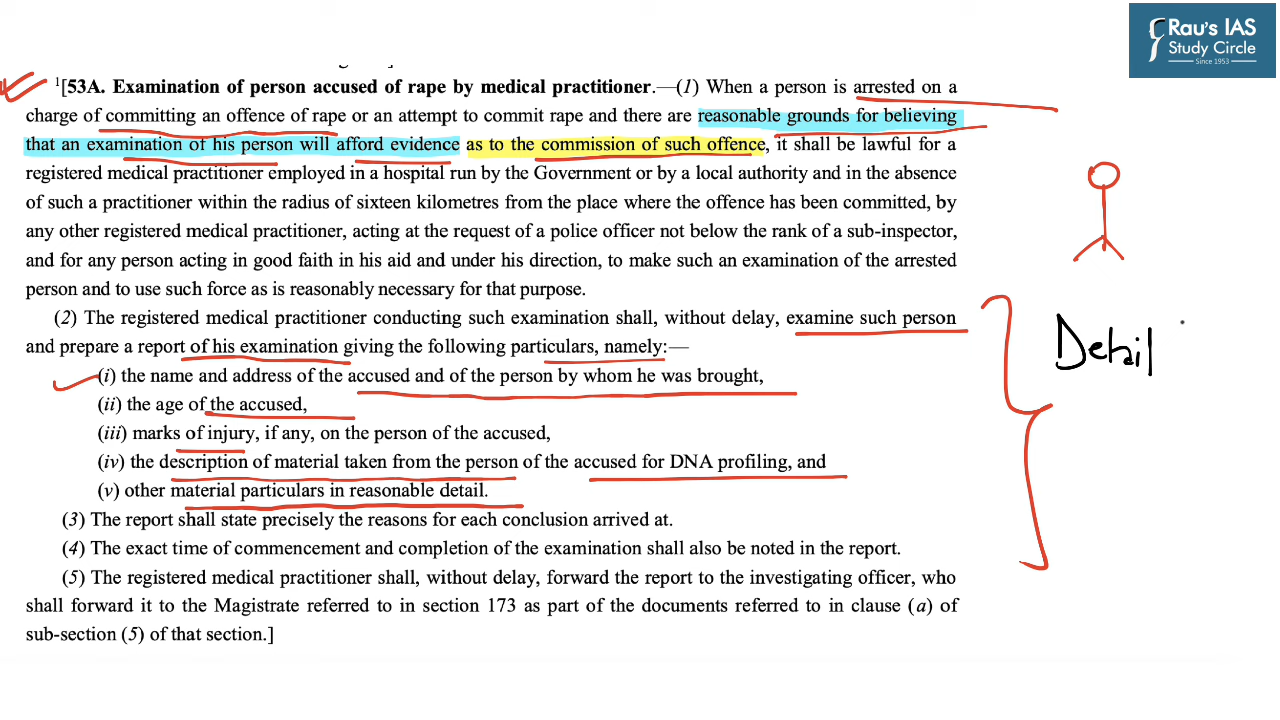 Rau's IAS
Study Circle
Since 1953
1[53A. Examination of person accused of rape by medical practitioner.—(1) When a person is arrested on a
charge of committing an offence of rape or an attempt to commit rape and there are reasonable grounds for believing
that an examination of his person will afford evidence as to the commission of such offence, it shall be lawful for a
registered medical practitioner employed in a hospital run by the Government or by a local authority and in the absence
of such a practitioner within the radius of sixteen kilometres from the place where the offence has been committed, by
any other registered medical practitioner, acting at the request of a police officer not below the rank of a sub-inspector,
and for any person acting in good faith in his aid and under his direction, to make such an examination of the arrested
person and to use such force as is reasonably necessary for that purpose.
(2) The registered medical practitioner conducting such examination shall, without delay, examine such person
and prepare a report of his examination giving the following particulars, namely:—
(i) the name and address of the accused and of the person by whom he was brought,
(ii) the age of the accused,
(iii) marks of injury, if any, on the person of the accused,
(iv) the description of material taken from the person of the accused for DNA profiling, and
(v) other material particulars in reasonable detail.
(3) The report shall state precisely the reasons for each conclusion arrived at.
(4) The exact time of commencement and completion of the examination shall also be noted in the report.
(5) The registered medical practitioner shall, without delay, forward the report to the investigating officer, who
shall forward it to the Magistrate referred to in section 173 as part of the documents referred to in clause (a) of
sub-section (5) of that section.]
Detail